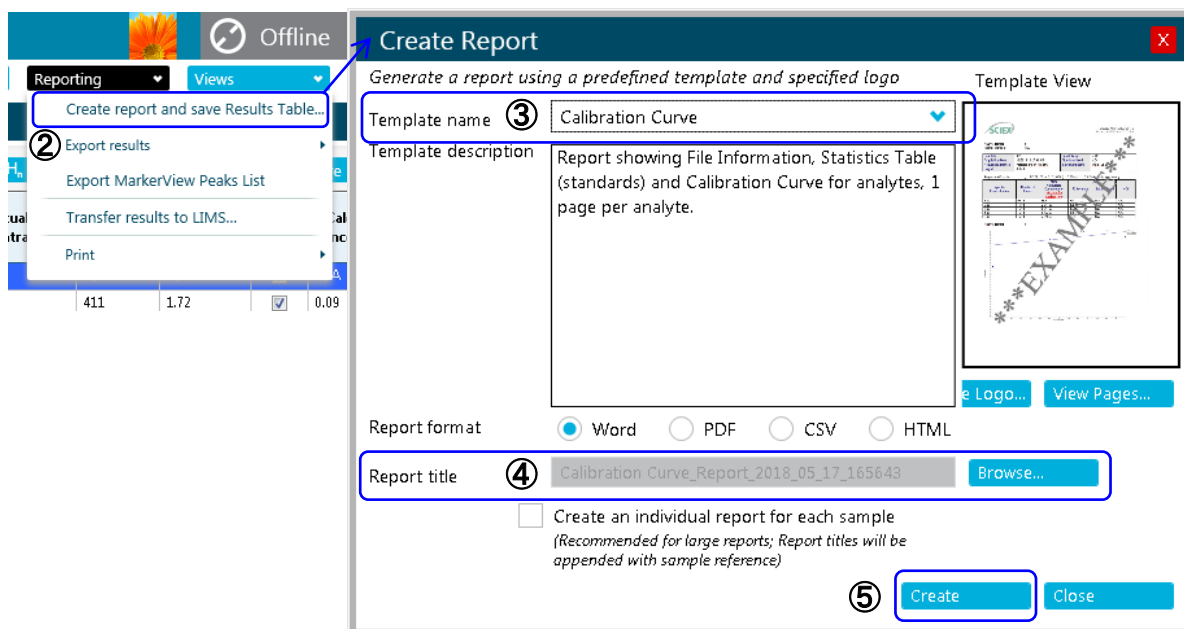 Offline
Reporting
Views
Create report and save Results Table...
②
Export results
Export MarkerView Peaks List
Transfer results to LIMS...
Print
411 1.72 0.09
Create Report
X
Generate a report using a predefined template and specified logo
Template View
Template name ③ Calibration Curve
Template description
Report showing File Information, Statistics Table
(standards) and Calibration Curve for analytes, 1
page per analyte.
SCIEX
***EXAMPLE***
e Logo...
View Pages...
Report format
Word PDF CSV HTML
Report title ④ Calibration Curve_Report_2018_05_17_165643 Browse...
Create an individual report for each sample
(Recommended for large reports; Report titles will be
appended with sample reference)
⑤ Create Close